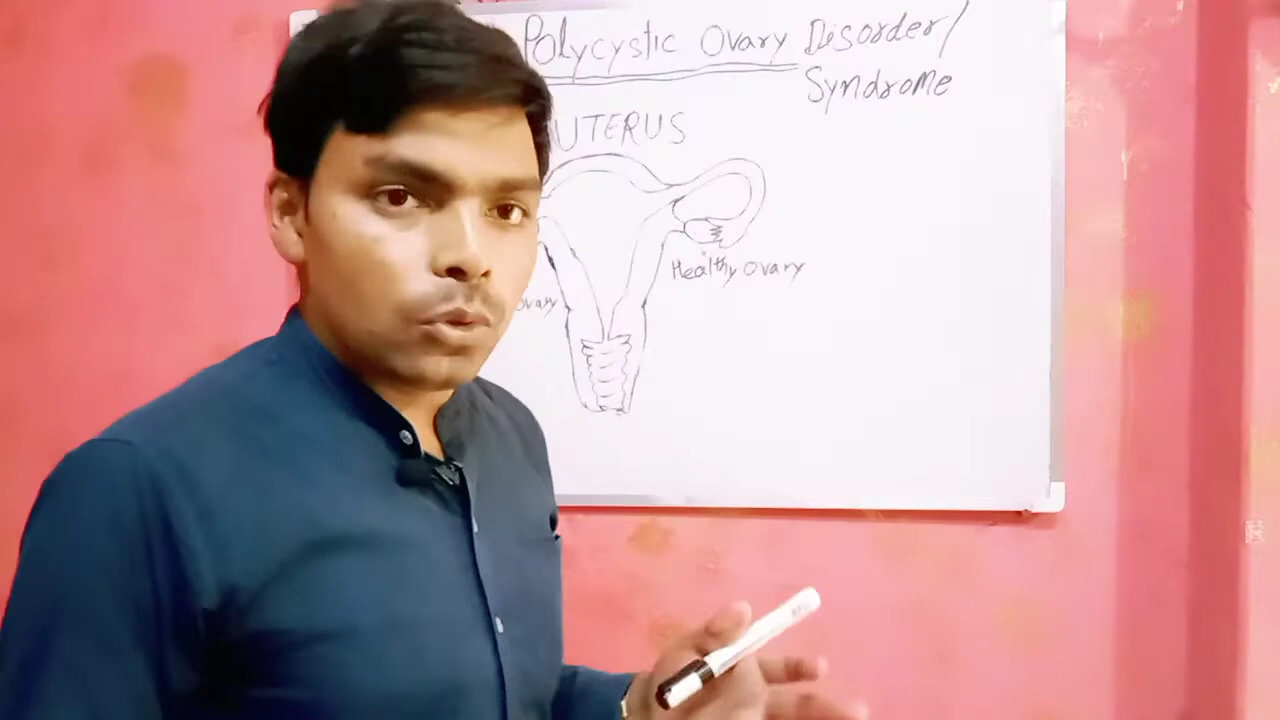 Polycystic Ovary Disorder/
Syndrome
UTERUS
Healthy Ovary
ovary